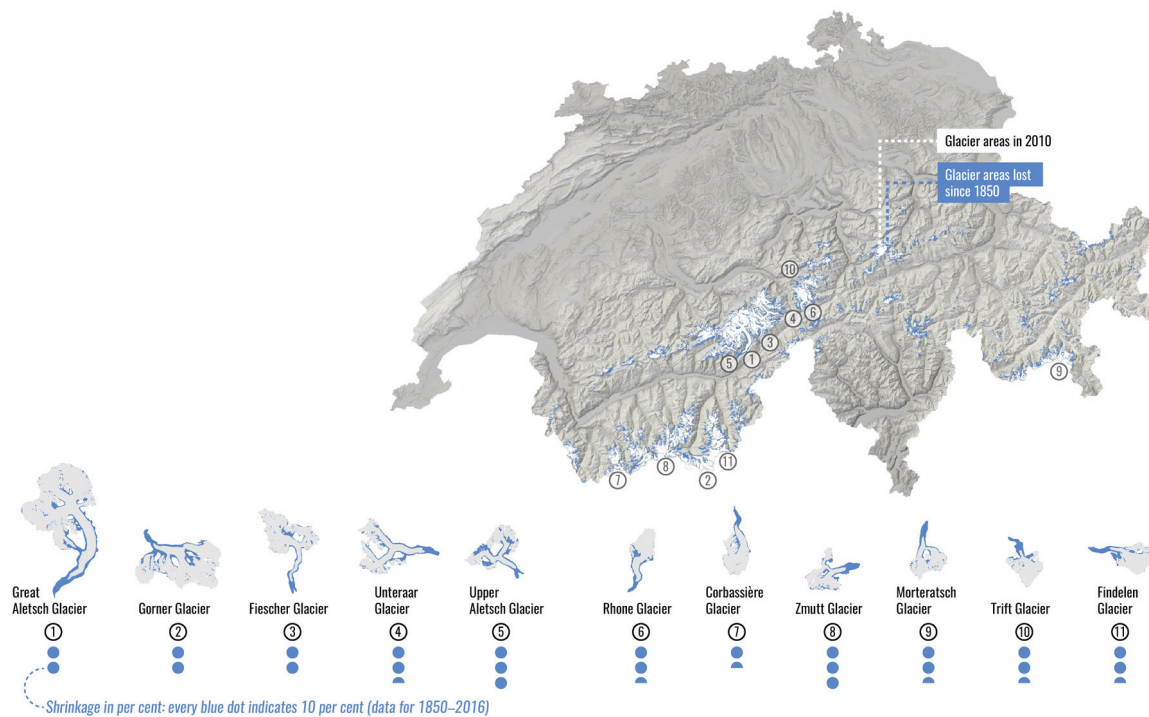 Glacier areas in 2010
Glacier areas lost
since 1850
10
4
6
3
1
5
9
8
11
7
2
Great
Aletsch Glacier
1
Gorner Glacier
2
Fiescher Glacier
3
Unteraar
Glacier
4
Upper
Aletsch Glacier
5
Rhone Glacier
6
Corbassière
Glacier
7
Zmutt Glacier
8
Morteratsch
Glacier
9
Trift Glacier
10
Findelen
Glacier
11
Shrinkage in per cent: every blue dot indicates 10 per cent (data for 1850–2016)